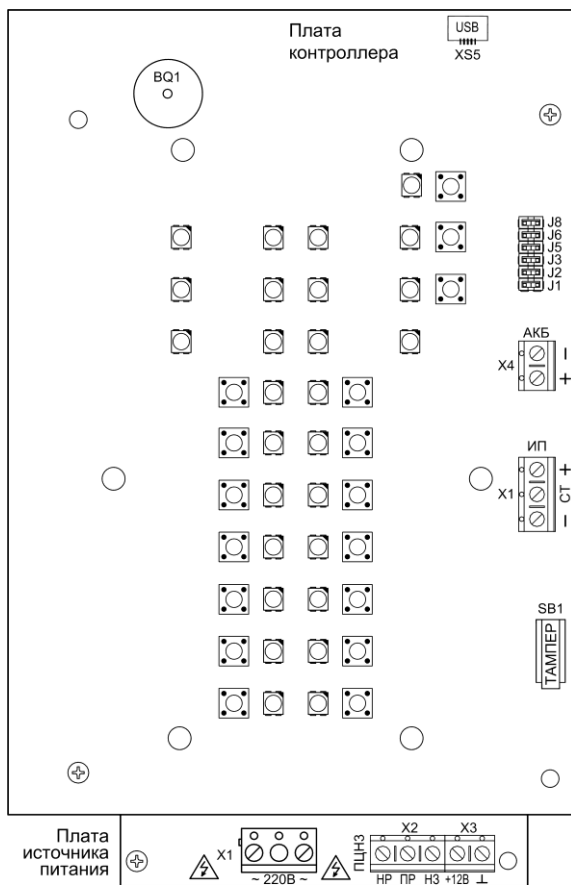 Плата
контроллера
USB
XS5
BQ1
J8
J6
J5
J3
J2
J1
АКБ
X4
–
+
ИП
X1
+
СТ
–
SB1
ТАМПЕР
Плата
источника
питания
X1
~ 220В ~
ПЦН3
X2 X3
НР ПР НЗ +12В ⊥